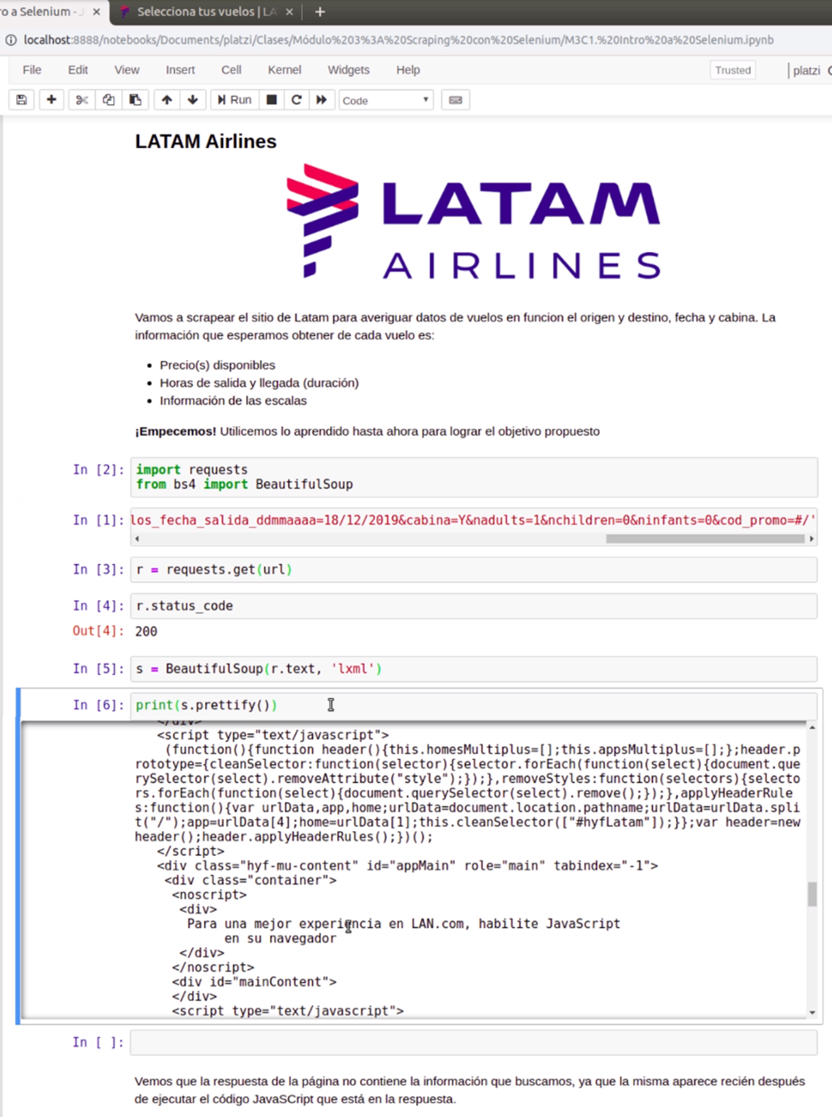 ro a Selenium - J
Selecciona tus vuelos | LA
localhost:8888/notebooks/Documents/platzi/Clases/Módulo%203%3A%20Scraping%20con%20Selenium/M3C1.%20Intro%20a%20Selenium.ipynb
File Edit View Insert Cell Kernel Widgets Help
Trusted
platzi
Run
Code
LATAM Airlines
LATAM
AIRLINES
Vamos a scrapear el sitio de Latam para averiguar datos de vuelos en funcion el origen y destino, fecha y cabina. La
información que esperamos obtener de cada vuelo es:
• Precio(s) disponibles
• Horas de salida y llegada (duración)
• Información de las escalas
¡Empecemos! Utilicemos lo aprendido hasta ahora para lograr el objetivo propuesto
In [2]: import requests
from bs4 import BeautifulSoup
In [1]: los_fecha_salida_ddmmaaaa=18/12/2019&cabina=Y&nadults=1&nchildren=0&ninfants=0&cod_promo=#/'
In [3]: r = requests.get(url)
In [4]: r.status_code
Out[4]: 200
In [5]: s = BeautifulSoup(r.text, 'lxml')
In [6]: print(s.prettify())
</div>
<script type="text/javascript">
(function(){function header(){this.homesMultiplus=[];this.appsMultiplus=[];};header.p
rototype={cleanSelector:function(selector){selector.forEach(function(select){document.que
rySelector(select).removeAttribute("style");});},removeStyles:function(selectors){selecto
rs.forEach(function(select){document.querySelector(select).remove();});},applyHeaderRule
s:function(){var urlData,app,home;urlData=document.location.pathname;urlData=urlData.spli
t("/");app=urlData[4];home=urlData[1];this.cleanSelector(["#hyfLatam"]);}};var header=new
header();header.applyHeaderRules();})();
</script>
<div class="hyf-mu-content" id="appMain" role="main" tabindex="-1">
<div class="container">
<noscript>
<div>
Para una mejor experiencia en LAN.com, habilite JavaScript
en su navegador
</div>
</noscript>
<div id="mainContent">
</div>
<script type="text/javascript">
In [ ]:
Vemos que la respuesta de la página no contiene la información que buscamos, ya que la misma aparece recién después
de ejecutar el código JavaSCript que está en la respuesta.